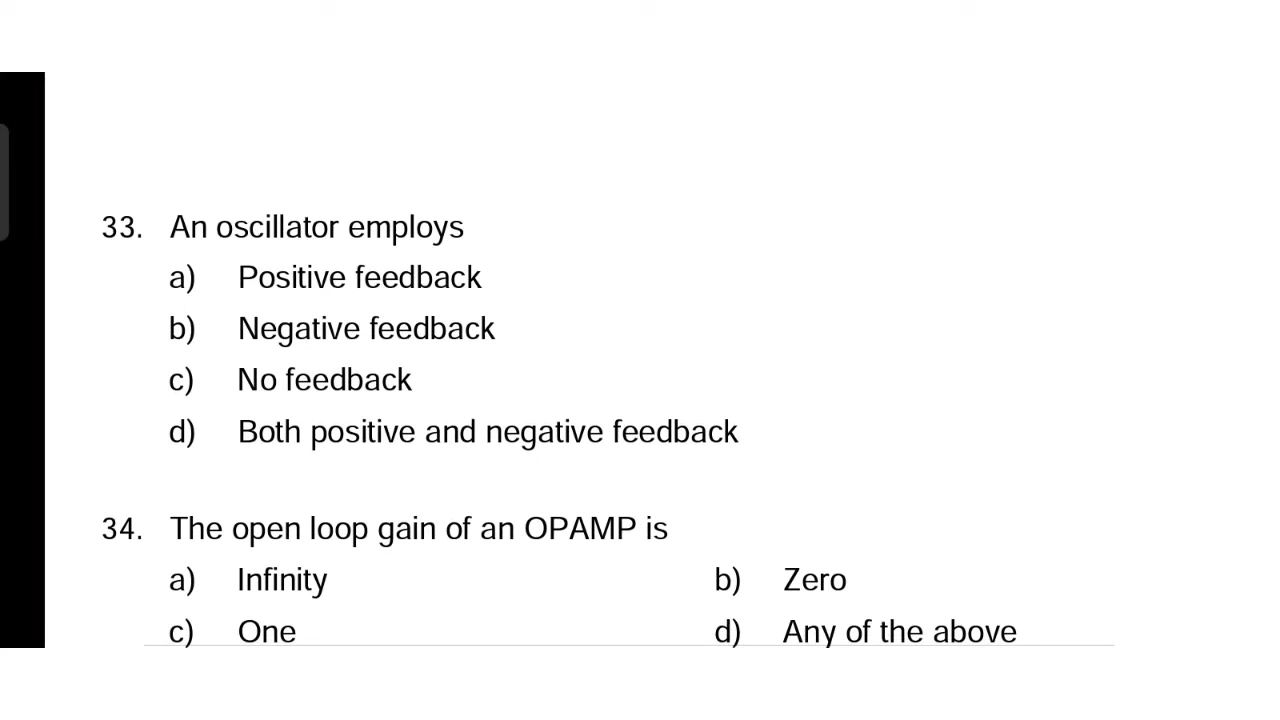 33. An oscillator employs
a) Positive feedback
b) Negative feedback
c) No feedback
d) Both positive and negative feedback
34. The open loop gain of an OPAMP is
a) Infinity b) Zero
c) One d) Any of the above